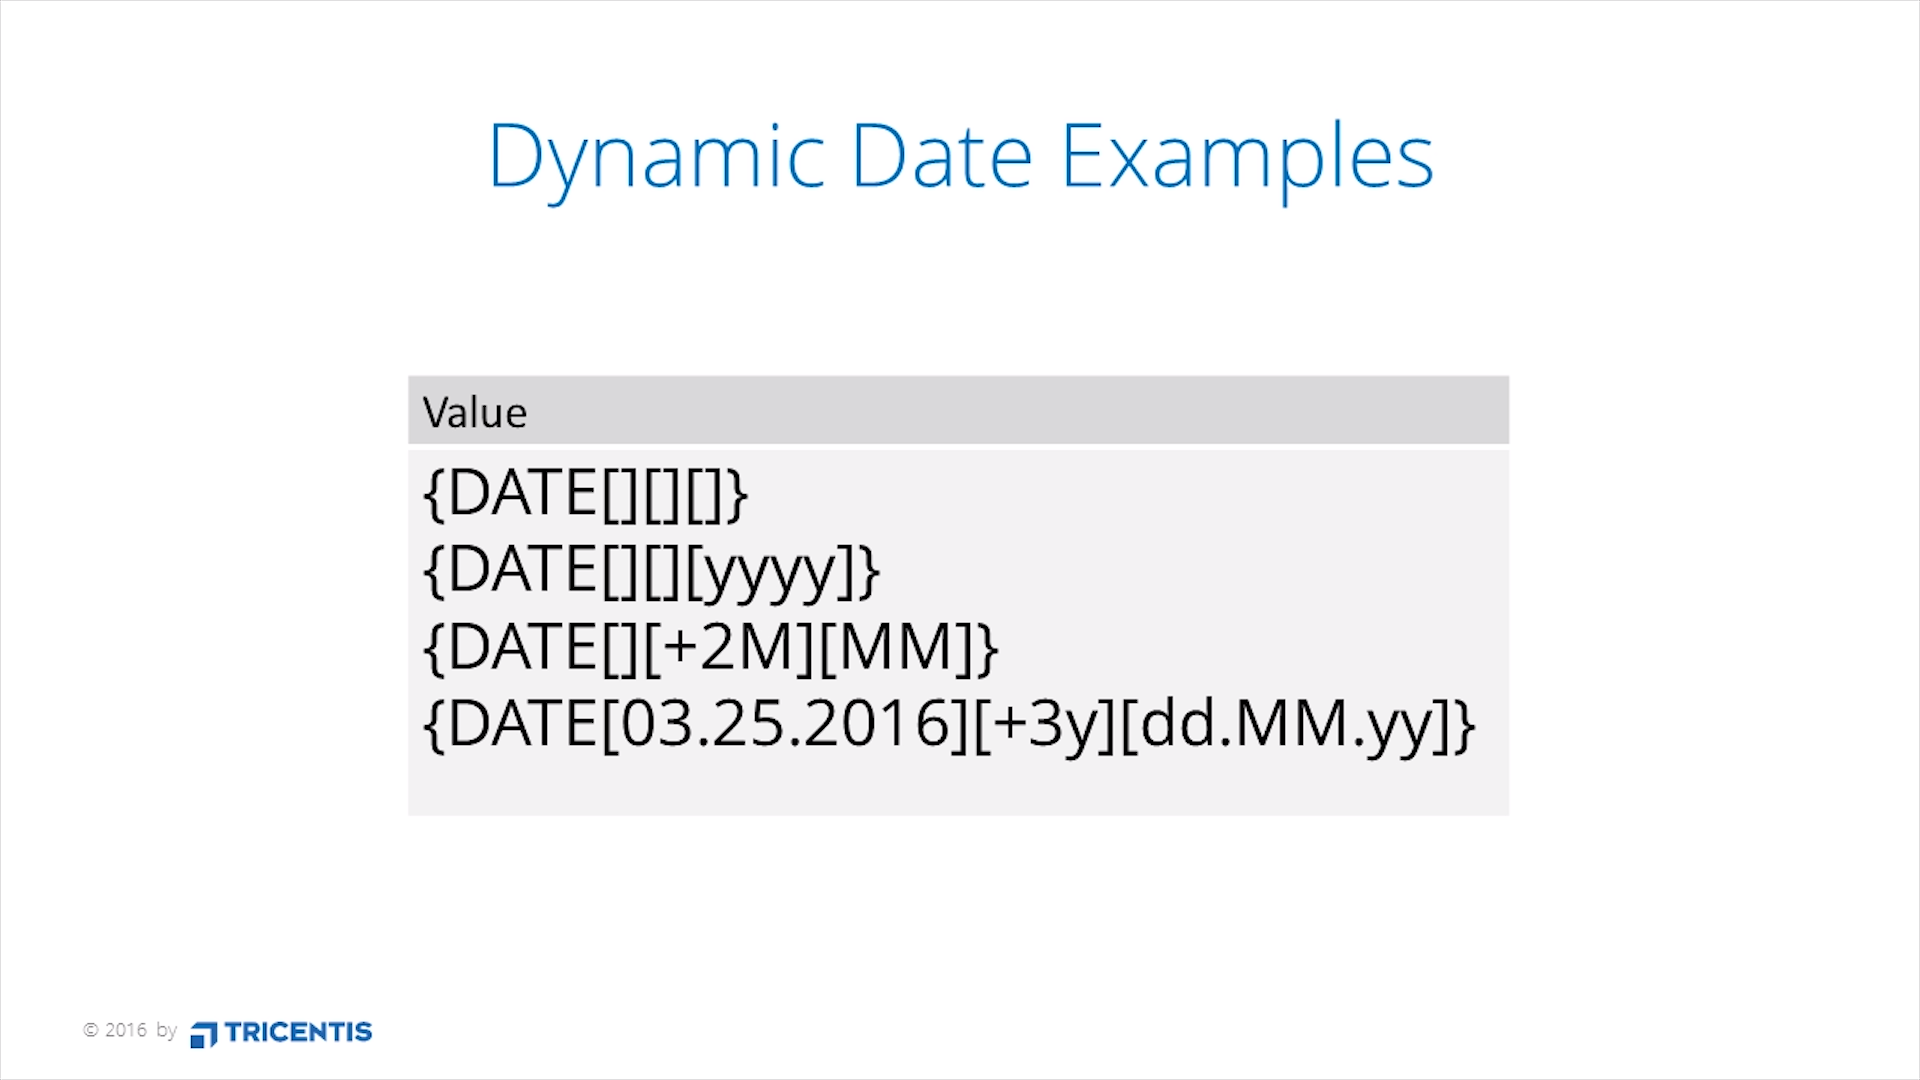 Dynamic Date Examples
Value
{DATE[][][]}
{DATE[][][yyyy]}
{DATE[][+2M][MM]}
{DATE[03.25.2016][+3y][dd.MM.yy]}
© 2016 by TRICENTIS